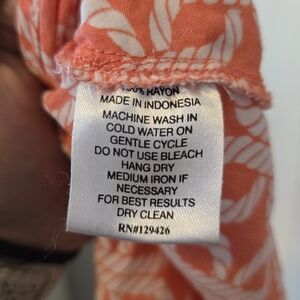 100% RAYON
MADE IN INDONESIA
MACHINE WASH IN
COLD WATER ON
GENTLE CYCLE
DO NOT USE BLEACH
HANG DRY
MEDIUM IRON IF
NECESSARY
FOR BEST RESULTS
DRY CLEAN
RN#129426